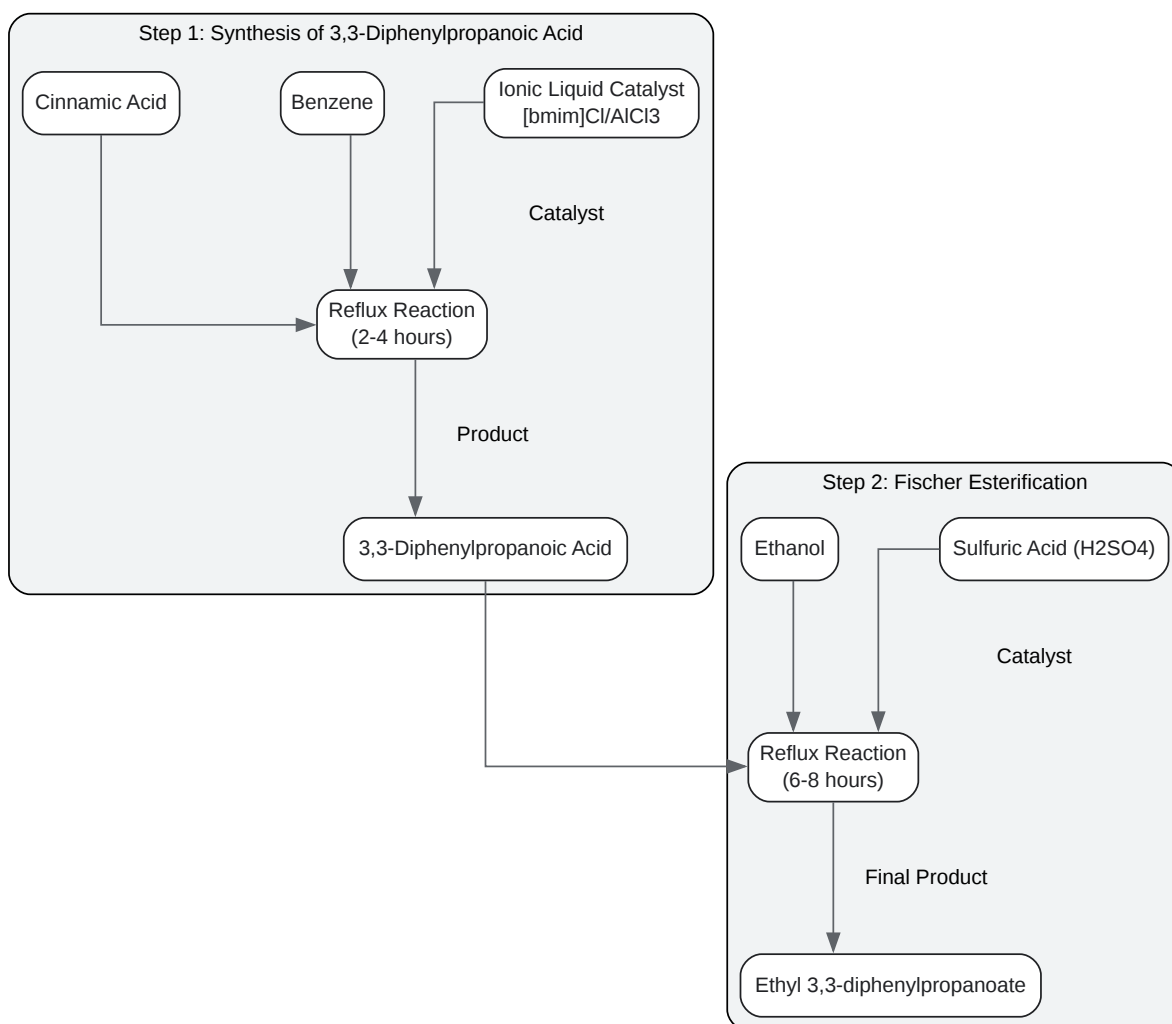 Step 1: Synthesis of 3,3-Diphenylpropanoic Acid
Cinnamic Acid
Benzene
Ionic Liquid Catalyst
[bmim]Cl/AlCl3
Catalyst
Reflux Reaction
(2-4 hours)
Product
3,3-Diphenylpropanoic Acid
Step 2: Fischer Esterification
Ethanol
Sulfuric Acid (H2SO4)
Catalyst
Reflux Reaction
(6-8 hours)
Final Product
Ethyl 3,3-diphenylpropanoate